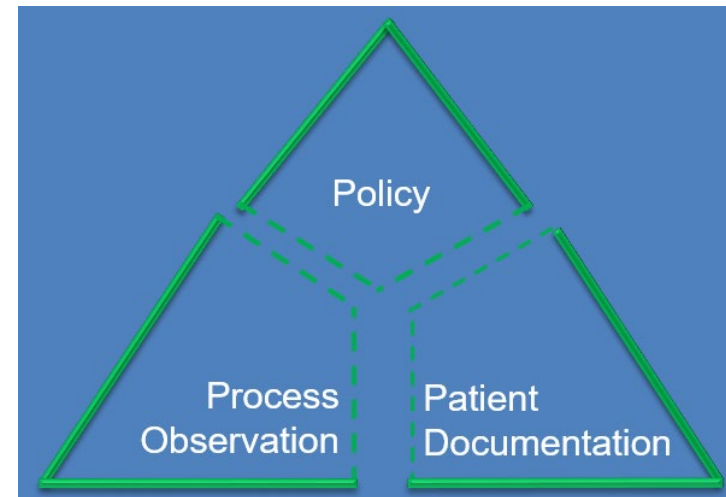 Policy
Process
Observation
Patient
Documentation